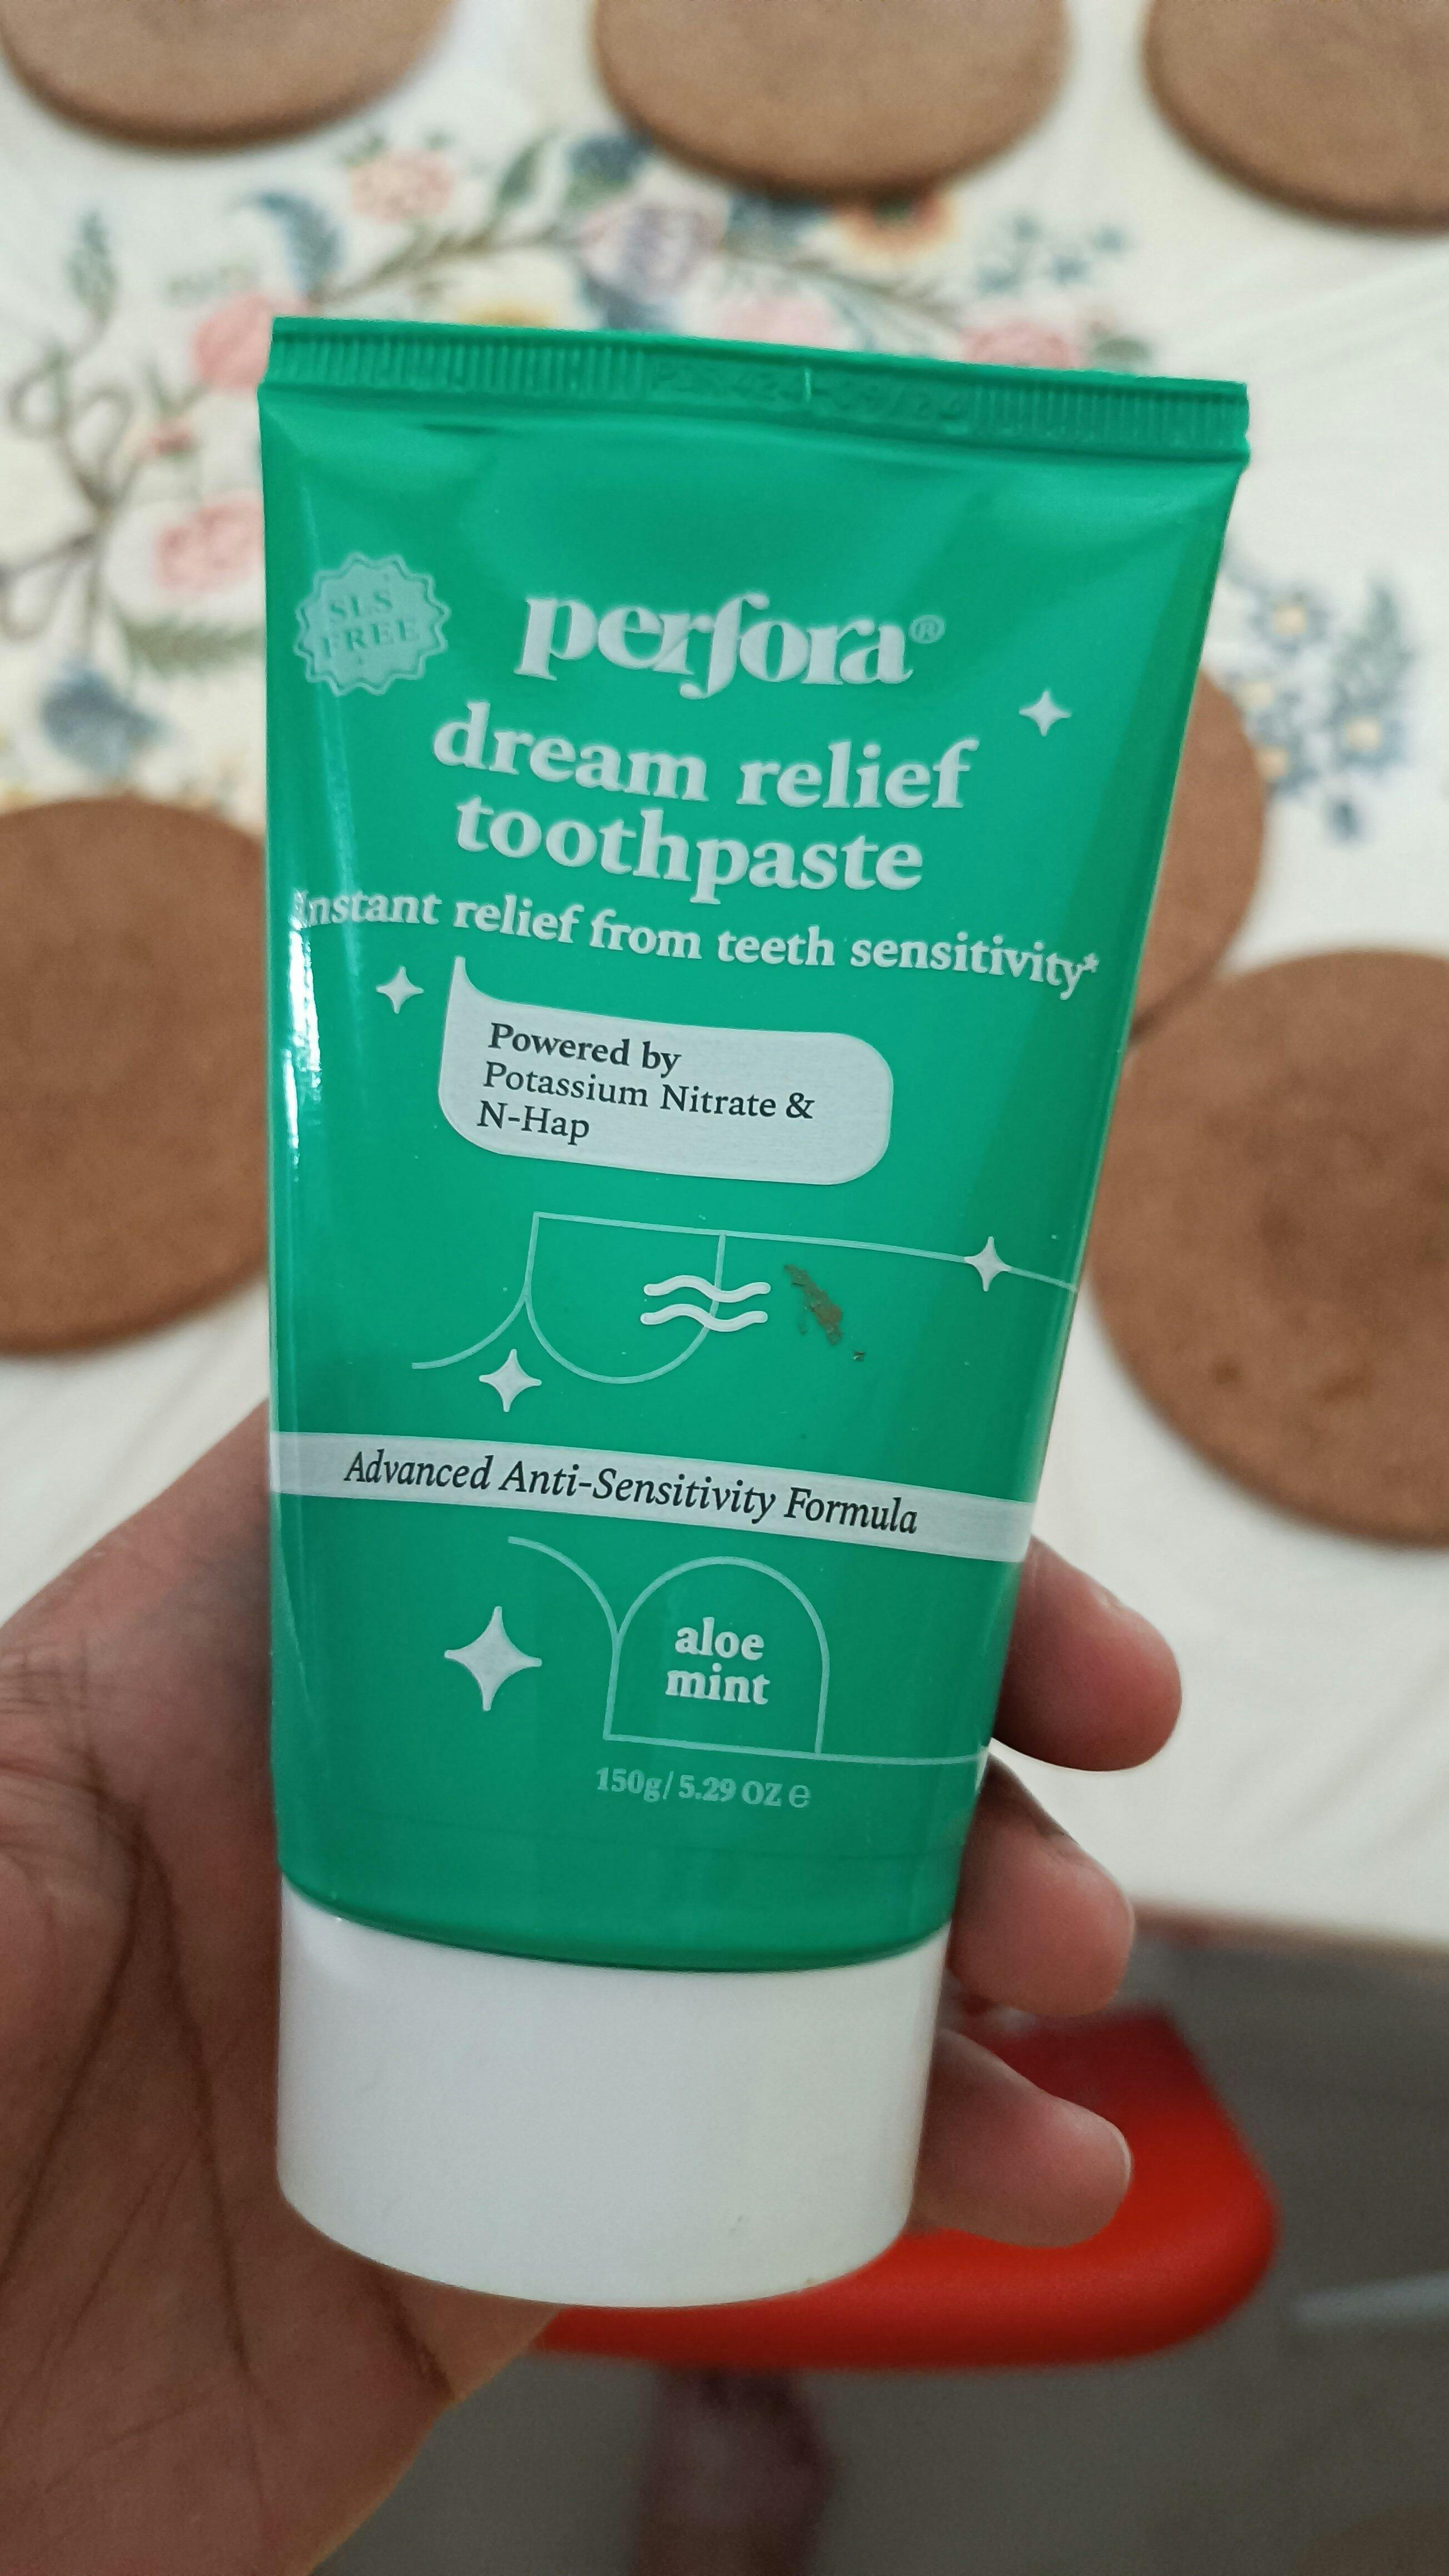 SLS
FREE
perfora®
dream relief
toothpaste
Instant relief from teeth sensitivity*
Powered by
Potassium Nitrate &
N-Hap
Advanced Anti-Sensitivity Formula
aloe
mint
150g/ 5.29 OZ ℮